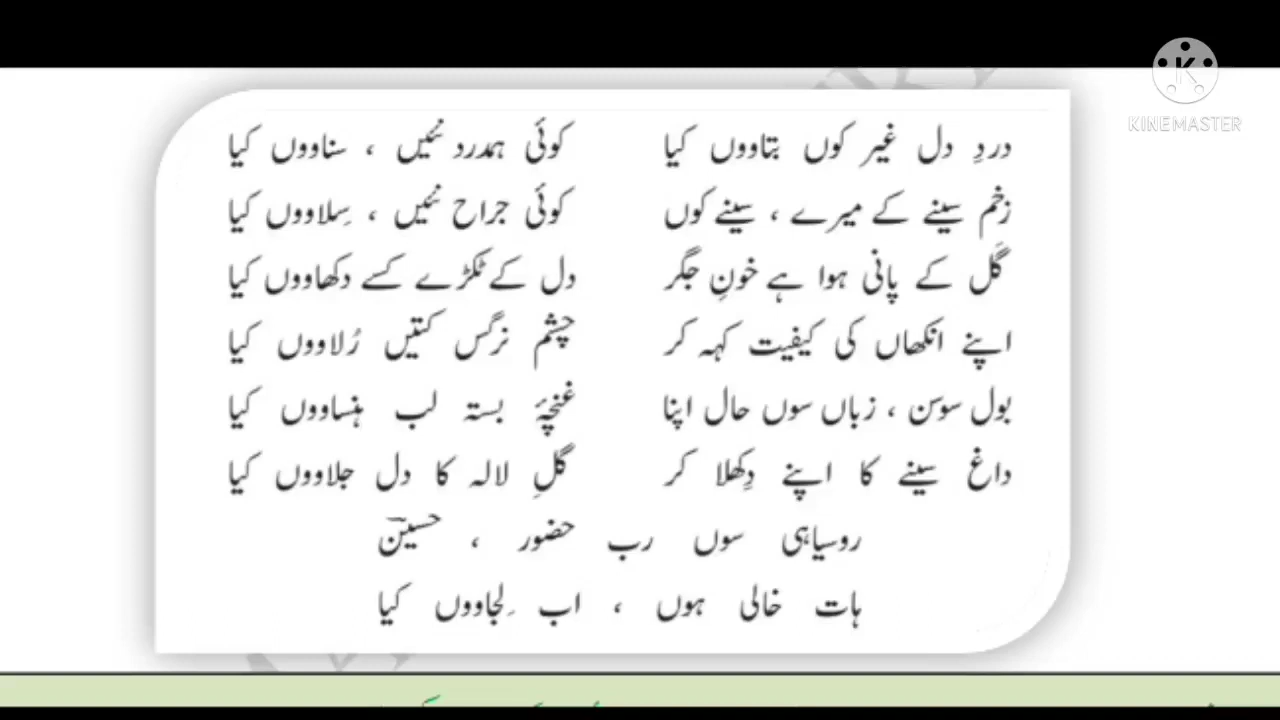 KINEMASTER
دردِ دل غیر کوں بتاووں کیا کوئی ہمدرد نئیں ، سناووں کیا
زخم سینے کے میرے ، سینے کوں کوئی جراح نئیں ، سِلاووں کیا
گَل کے پانی ہوا ہے خونِ جگر دل کے ٹکڑے کسے دکھاووں کیا
اپنے انکھاں کی کیفیت کہہ کر چشم نرگس کتیں رُلاووں کیا
بول سوسن ، زباں سوں حال اپنا غنچۂ بستہ لب ہنساووں کیا
داغ سینے کا اپنے دِکھلا کر گلِ لالہ کا دل جلاووں کیا
روسیاہی سوں رب حضور ، حسینؔ
ہات خالی ہوں ، اب لِجاووں کیا